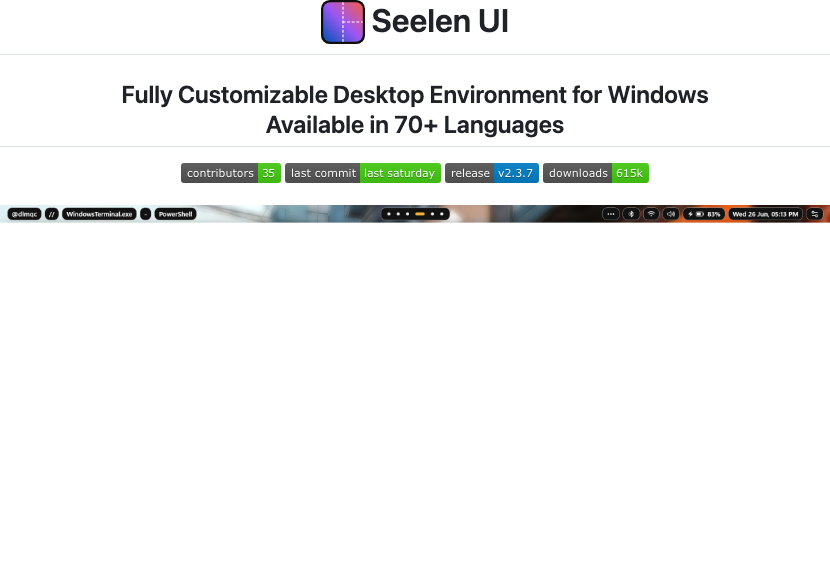 Seelen UI
Fully Customizable Desktop Environment for Windows
Available in 70+ Languages
contributors 35 last commit last saturday release v2.3.7 downloads 615k
@dlmqc // WindowsTerminal.exe - PowerShell 83% Wed 26 Jun, 05:13 PM